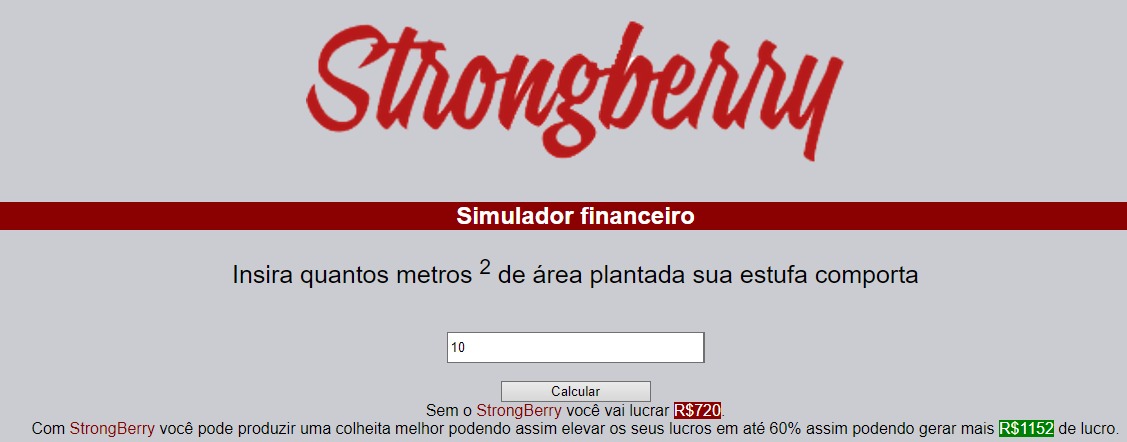 Strongberry
Simulador financeiro
Insira quantos metros ² de área plantada sua estufa comporta
10
Calcular
Sem o StrongBerry você vai lucrar R$720.
Com StrongBerry você pode produzir uma colheita melhor podendo assim elevar os seus lucros em até 60% assim podendo gerar mais R$1152 de lucro.